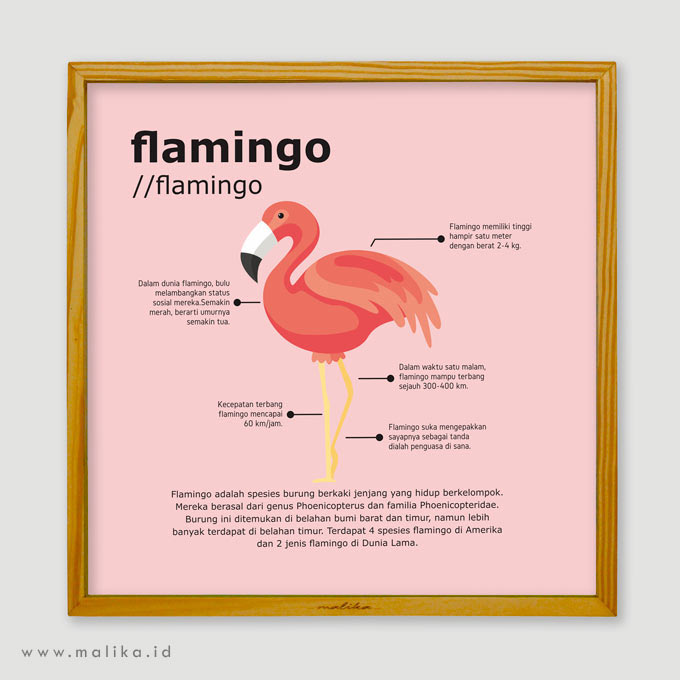 flamingo
//flamingo
Flamingo memiliki tinggi
hampir satu meter
dengan berat 2-4 kg.
Dalam dunia flamingo, bulu
melambangkan status
sosial mereka.Semakin
merah, berarti umurnya
semakin tua.
Dalam waktu satu malam,
flamingo mampu terbang
sejauh 300-400 km.
Kecepatan terbang
flamingo mencapai
60 km/jam.
Flamingo suka mengepakkan
sayapnya sebagai tanda
dialah penguasa di sana.
Flamingo adalah spesies burung berkaki jenjang yang hidup berkelompok.
Mereka berasal dari genus Phoenicopterus dan familia Phoenicopteridae.
Burung ini ditemukan di belahan bumi barat dan timur, namun lebih
banyak terdapat di belahan timur. Terdapat 4 spesies flamingo di Amerika
dan 2 jenis flamingo di Dunia Lama.
malika
www.malika.id